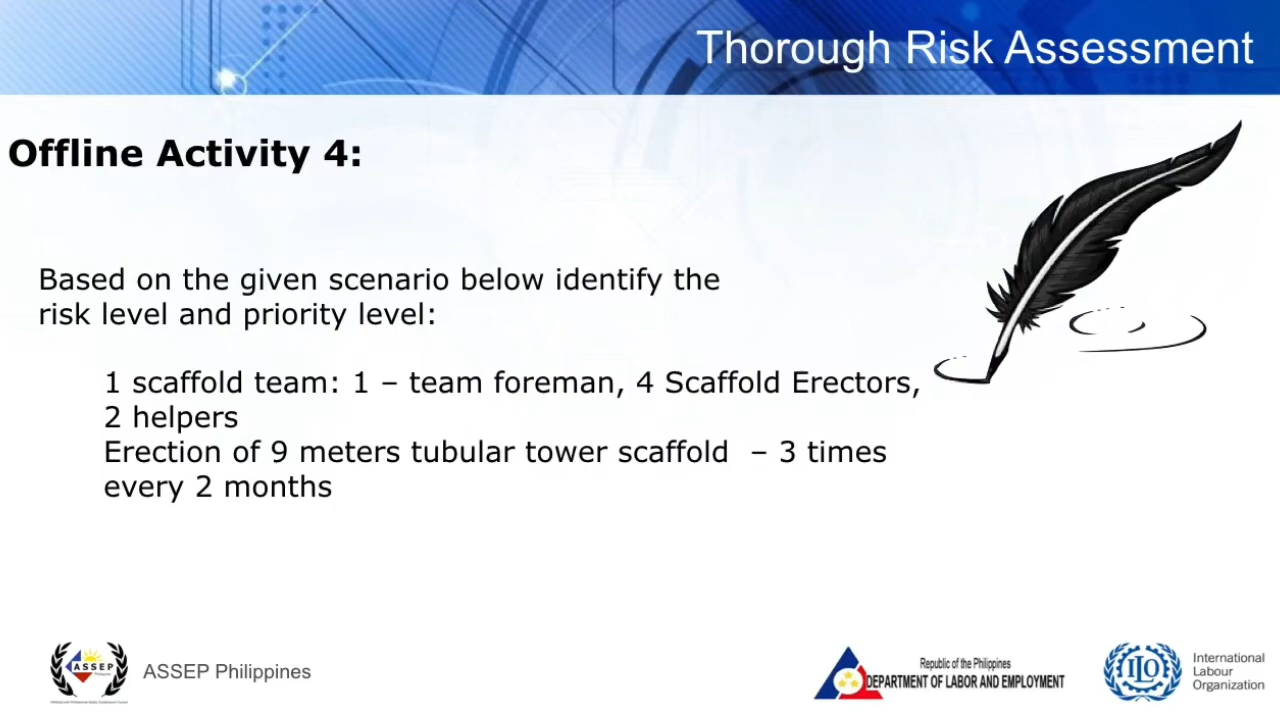 Thorough Risk Assessment
Offline Activity 4:
Based on the given scenario below identify the
risk level and priority level:
1 scaffold team: 1 – team foreman, 4 Scaffold Erectors,
2 helpers
Erection of 9 meters tubular tower scaffold – 3 times
every 2 months
ASSEP
ASSEP Philippines
Republic of the Philippines
DEPARTMENT OF LABOR AND EMPLOYMENT
ILO
International
Labour
Organization